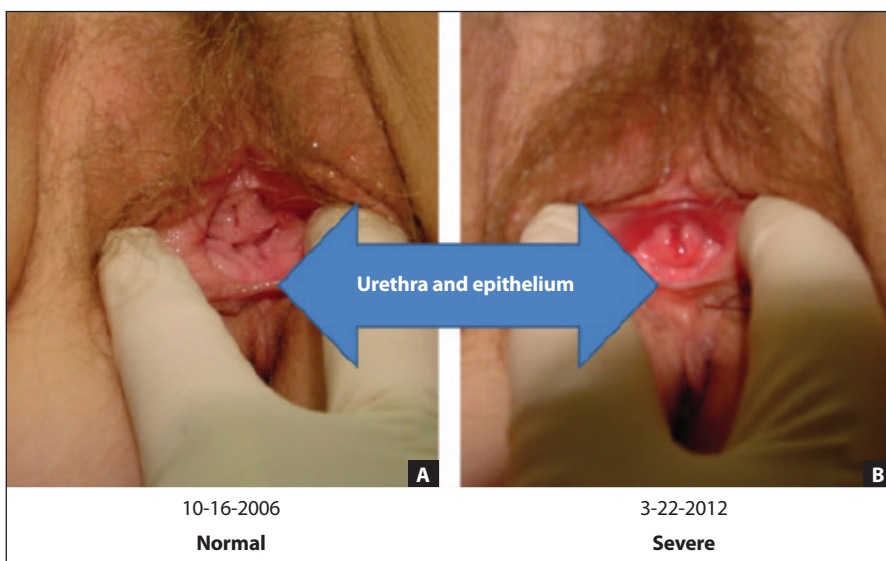 Urethra and epithelium
A
B
10-16-2006
3-22-2012
Normal
Severe